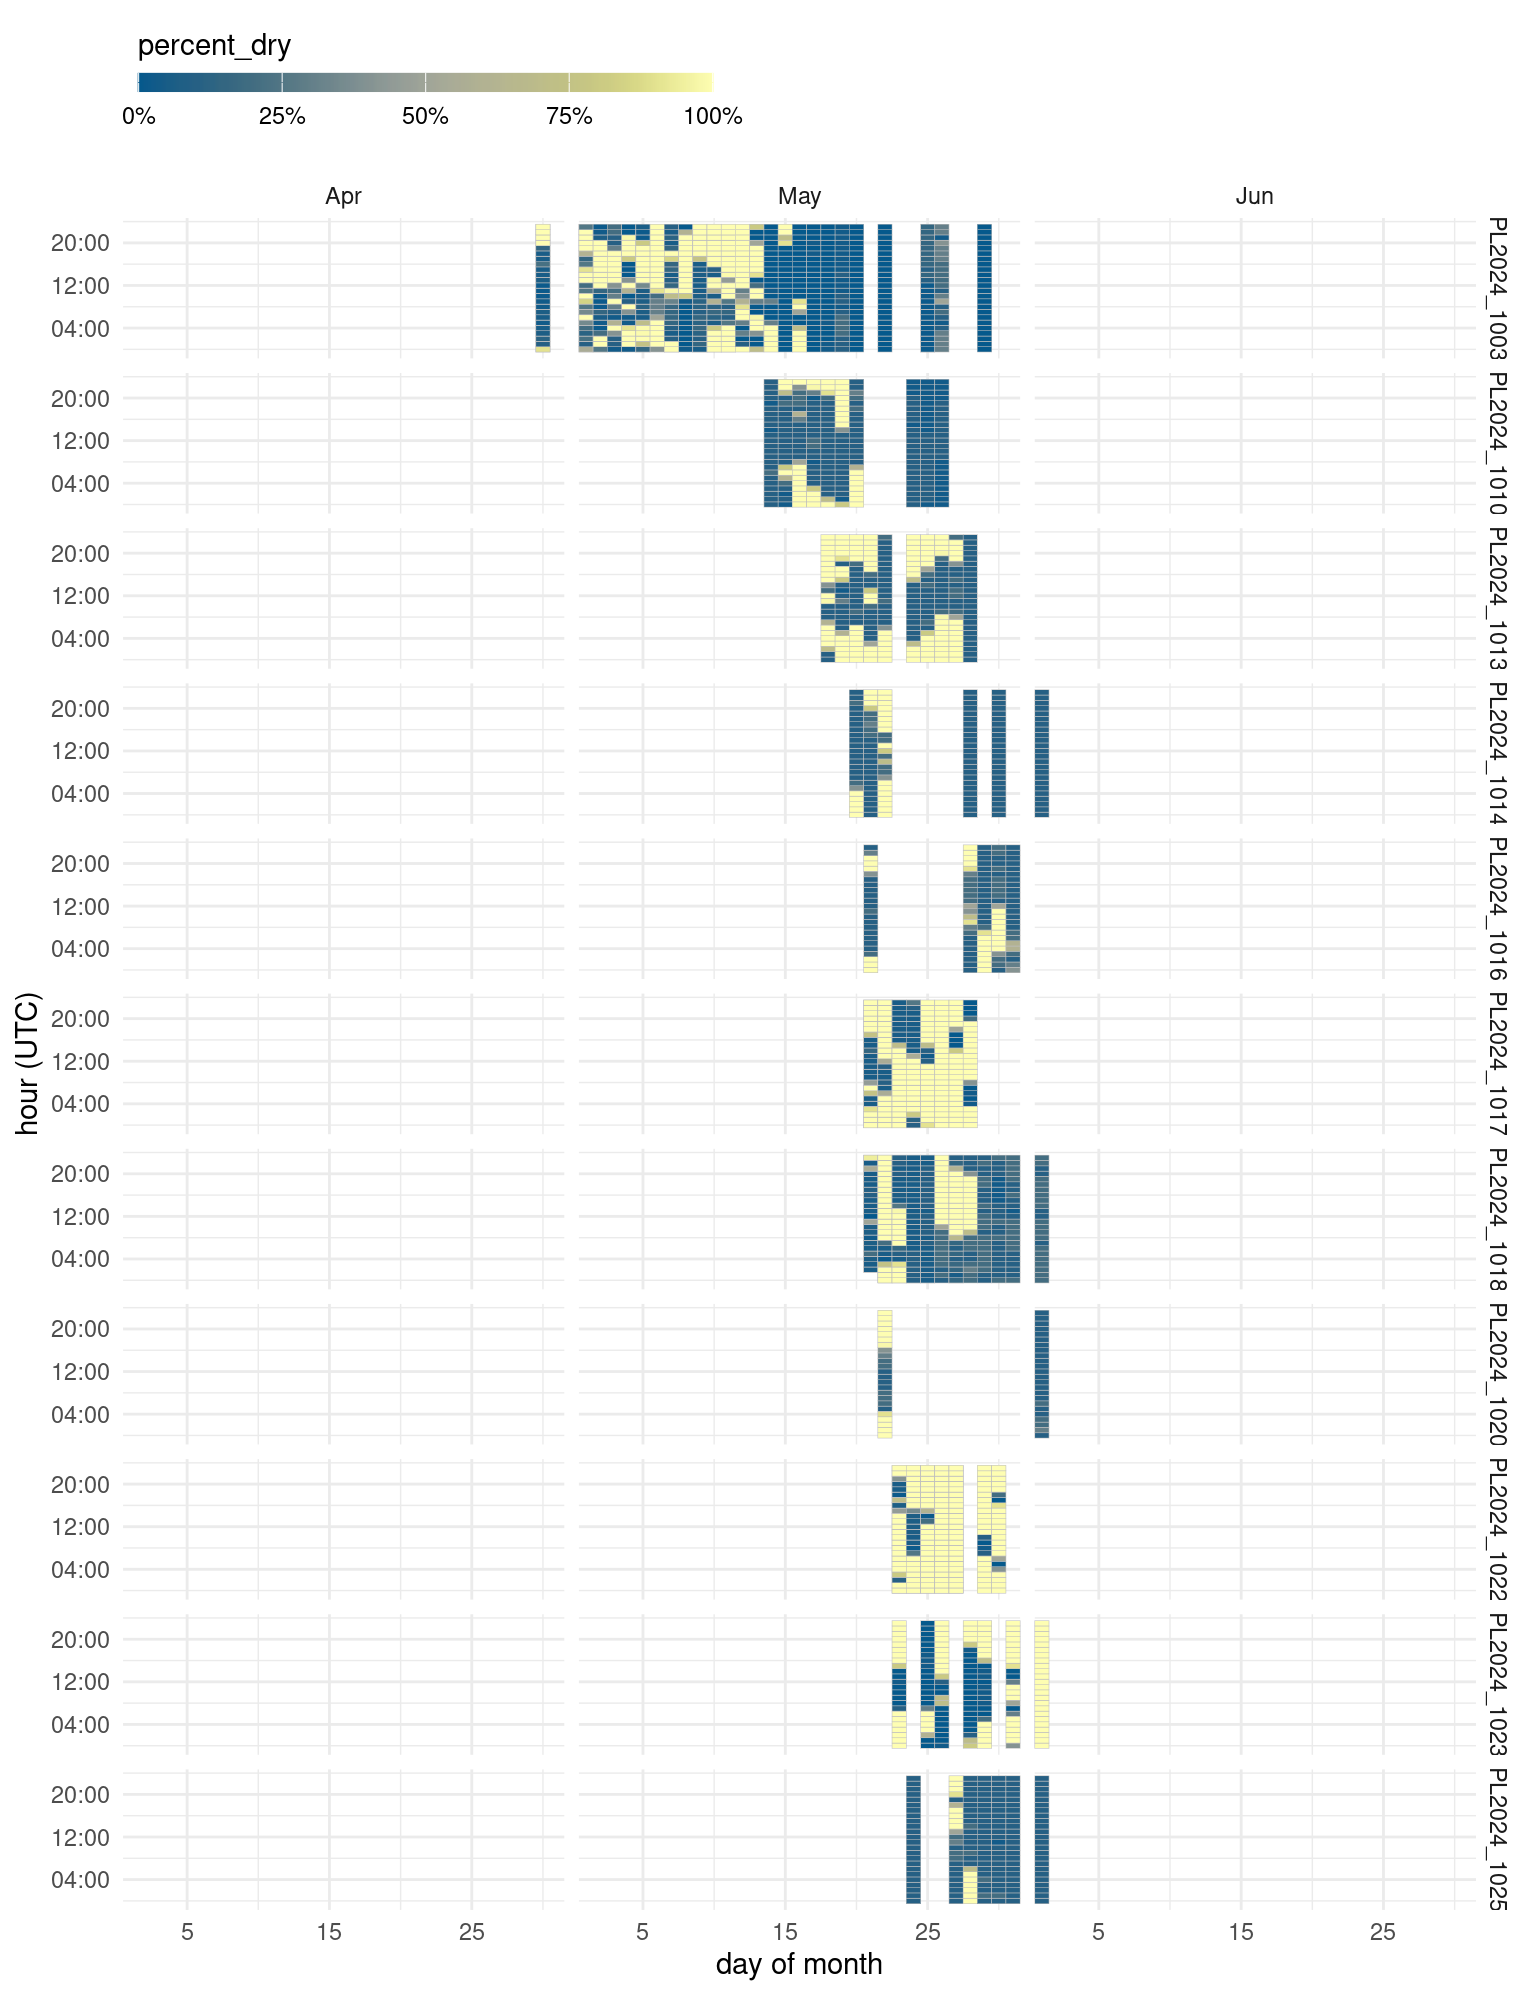 percent_dry
0% 25% 50% 75% 100%
Apr May Jun
20:00 12:00 04:00 PL2024_1003
20:00 12:00 04:00 PL2024_1010
20:00 12:00 04:00 PL2024_1013
20:00 12:00 04:00 PL2024_1014
20:00 12:00 04:00 PL2024_1016
20:00 12:00 04:00 PL2024_1017
20:00 12:00 04:00 PL2024_1018
20:00 12:00 04:00 PL2024_1020
20:00 12:00 04:00 PL2024_1022
20:00 12:00 04:00 PL2024_1023
20:00 12:00 04:00 PL2024_1025
hour (UTC)
5 15 25 5 15 25 5 15 25
day of month